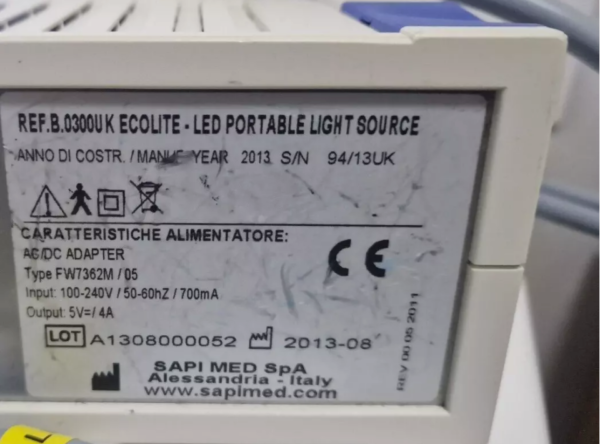 REF.B.0300UK ECOLITE - LED PORTABLE LIGHT SOURCE
ANNO DI COSTR. / MANUF YEAR 2013 S/N 94/13UK
CARATTERISTICHE ALIMENTATORE:
AC/DC ADAPTER
Type FW7362M / 05
Input: 100-240V / 50-60hZ / 700mA
Output: 5V=/ 4A
CE
LOT A1308000052 2013-08
SAPI MED SpA
Alessandria - Italy
www.sapimed.com
REV 00 05 2011
L